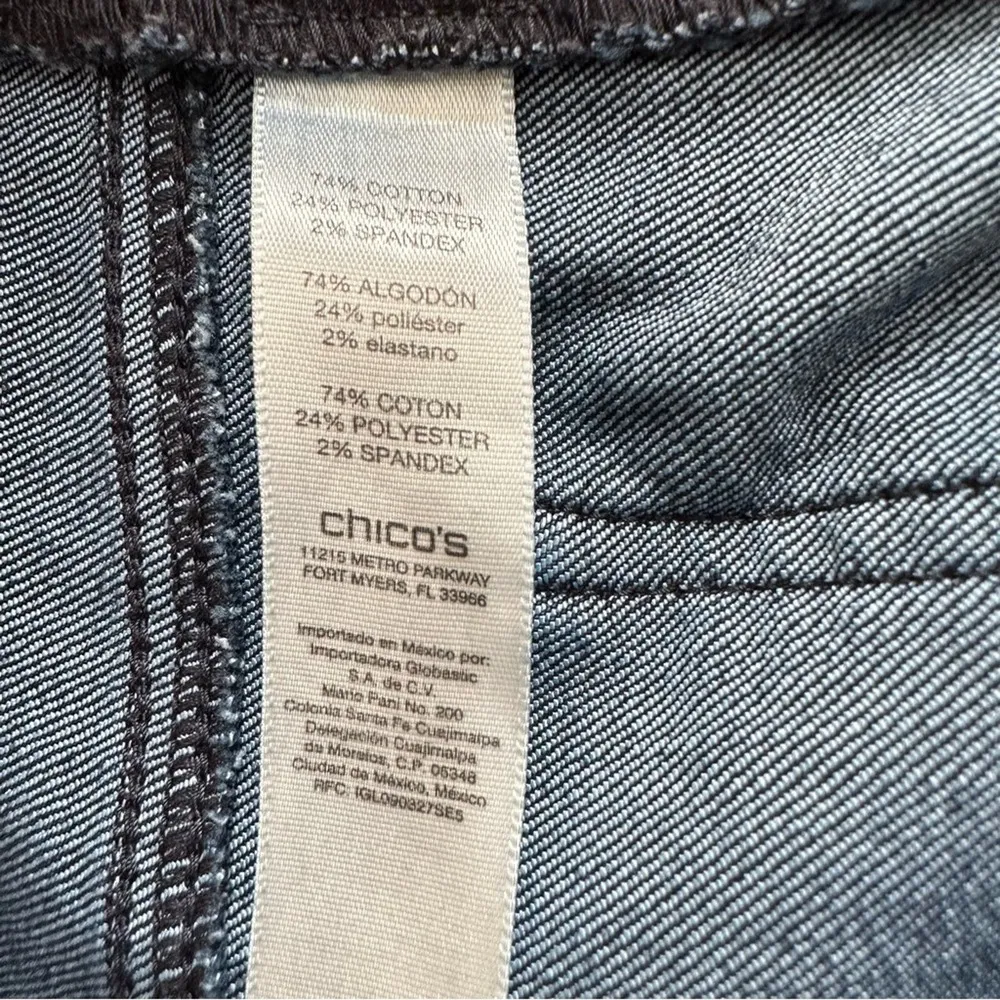 74% COTTON
24% POLYESTER
2% SPANDEX
74% ALGODÓN
24% poliéster
2% elastano
74% COTON
24% POLYESTER
2% SPANDEX
chico's
11215 METRO PARKWAY
FORT MYERS, FL 33966
Importado en México por:
Importadora Globastic
S.A. de C.V.
Mario Pani No. 200
Colonia Santa Fe Cuajimalpa
Delegación Cuajimalpa
de Morelos, C.P. 05348
Ciudad de México, México
RFC: IGL090327SE5